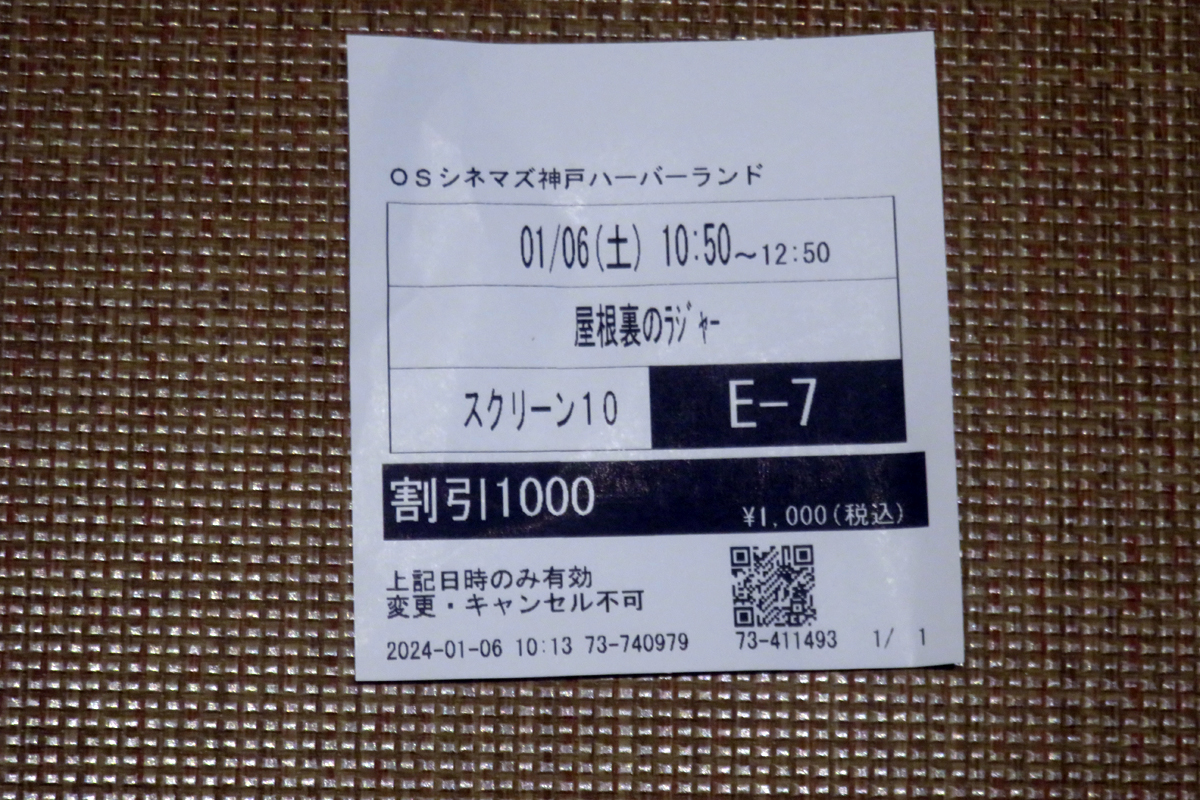 OSシネマズ神戸ハーバーランド
01/06(土) 10:50~12:50
屋根裏のﾗｼﾞｬｰ
スクリーン10 E-7
割引1000 ¥1,000(税込)
上記日時のみ有効
変更・キャンセル不可
2024-01-06 10:13 73-740979 73-411493 1/ 1